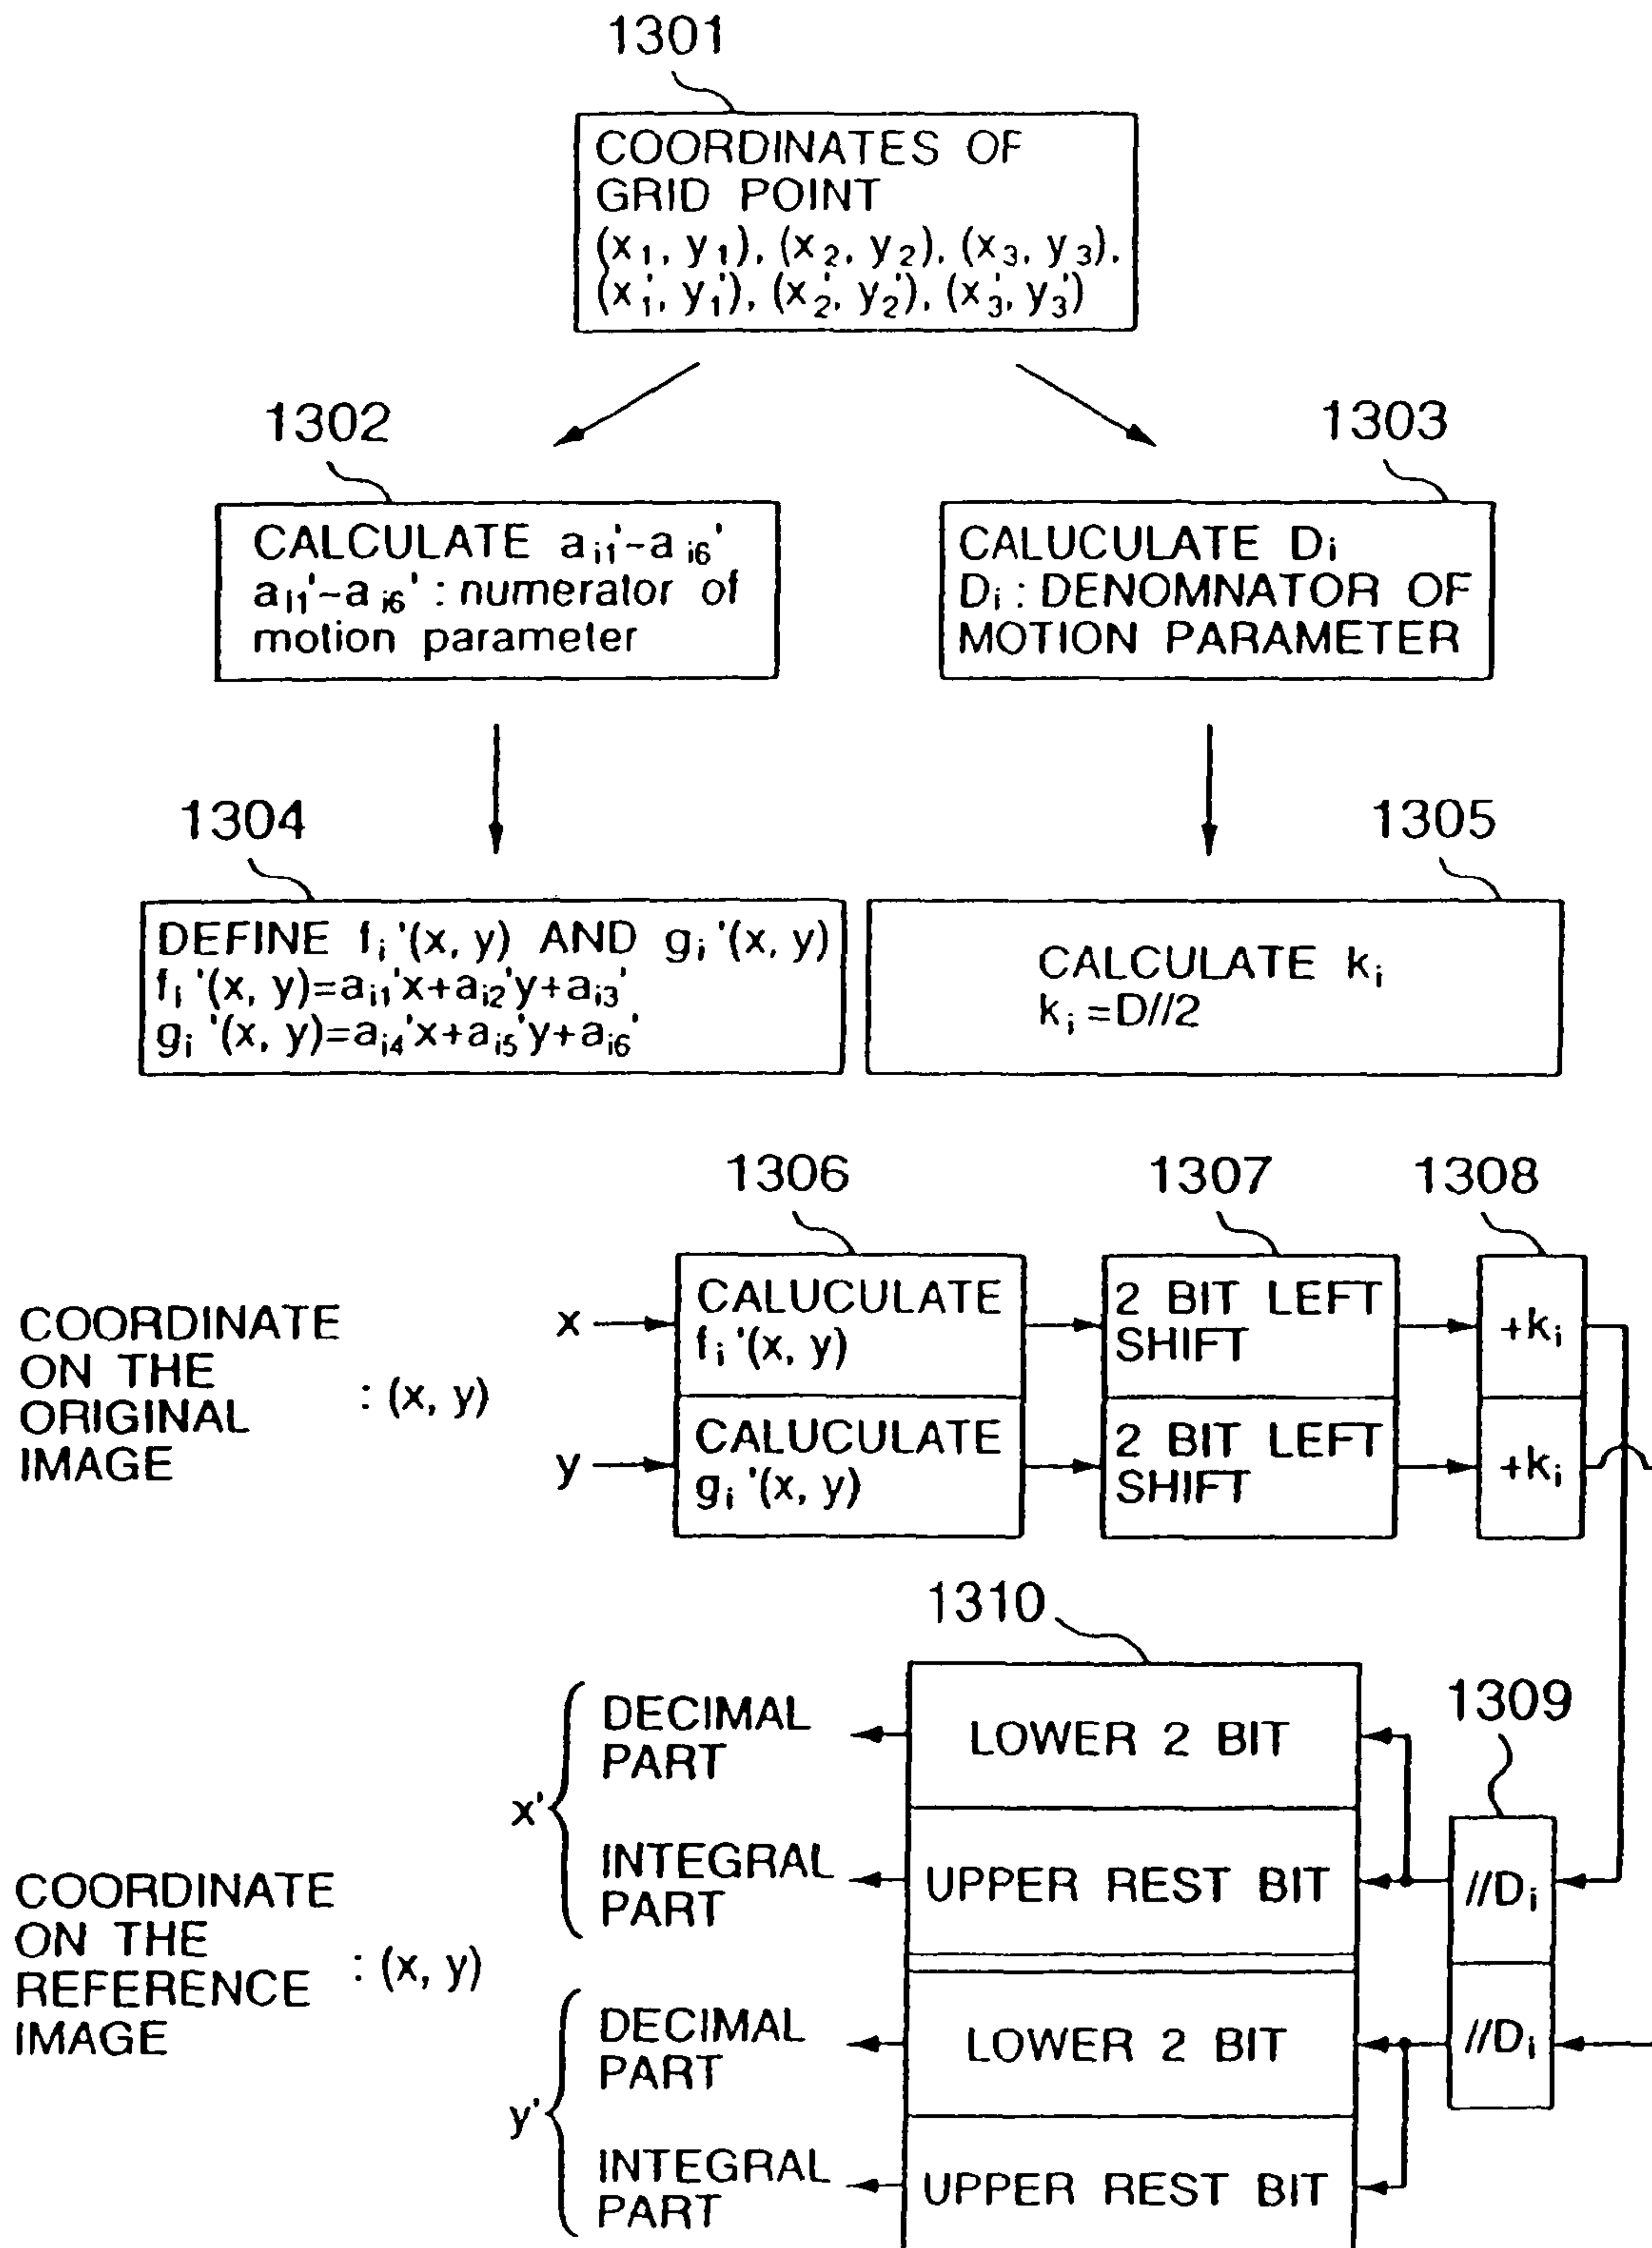 1301
COORDINATES OF
GRID POINT
(x₁, y₁), (x₂, y₂), (x₃, y₃),
(x₁', y₁'), (x₂', y₂'), (x₃', y₃')
1302
CALCULATE aᵢ₁'~aᵢ₆'
aᵢ₁'~aᵢ₆' : numerator of
motion parameter
1303
CALUCULATE Dᵢ
Dᵢ : DENOMNATOR OF
MOTION PARAMETER
1304
DEFINE fᵢ'(x, y) AND gᵢ'(x, y)
fᵢ'(x, y)=aᵢ₁'x+aᵢ₂'y+aᵢ₃'
gᵢ'(x, y)=aᵢ₄'x+aᵢ₅'y+aᵢ₆'
1305
CALCULATE kᵢ
kᵢ=D//2
1306
1307
1308
COORDINATE
ON THE
ORIGINAL
IMAGE
: (x, y)
x
CALUCULATE
fᵢ'(x, y)
2 BIT LEFT
SHIFT
+kᵢ
y
CALUCULATE
gᵢ'(x, y)
2 BIT LEFT
SHIFT
+kᵢ
1310
1309
COORDINATE
ON THE
REFERENCE
IMAGE
: (x, y)
x'
DECIMAL
PART
LOWER 2 BIT
INTEGRAL
PART
UPPER REST BIT
//Dᵢ
y'
DECIMAL
PART
LOWER 2 BIT
//Dᵢ
INTEGRAL
PART
UPPER REST BIT